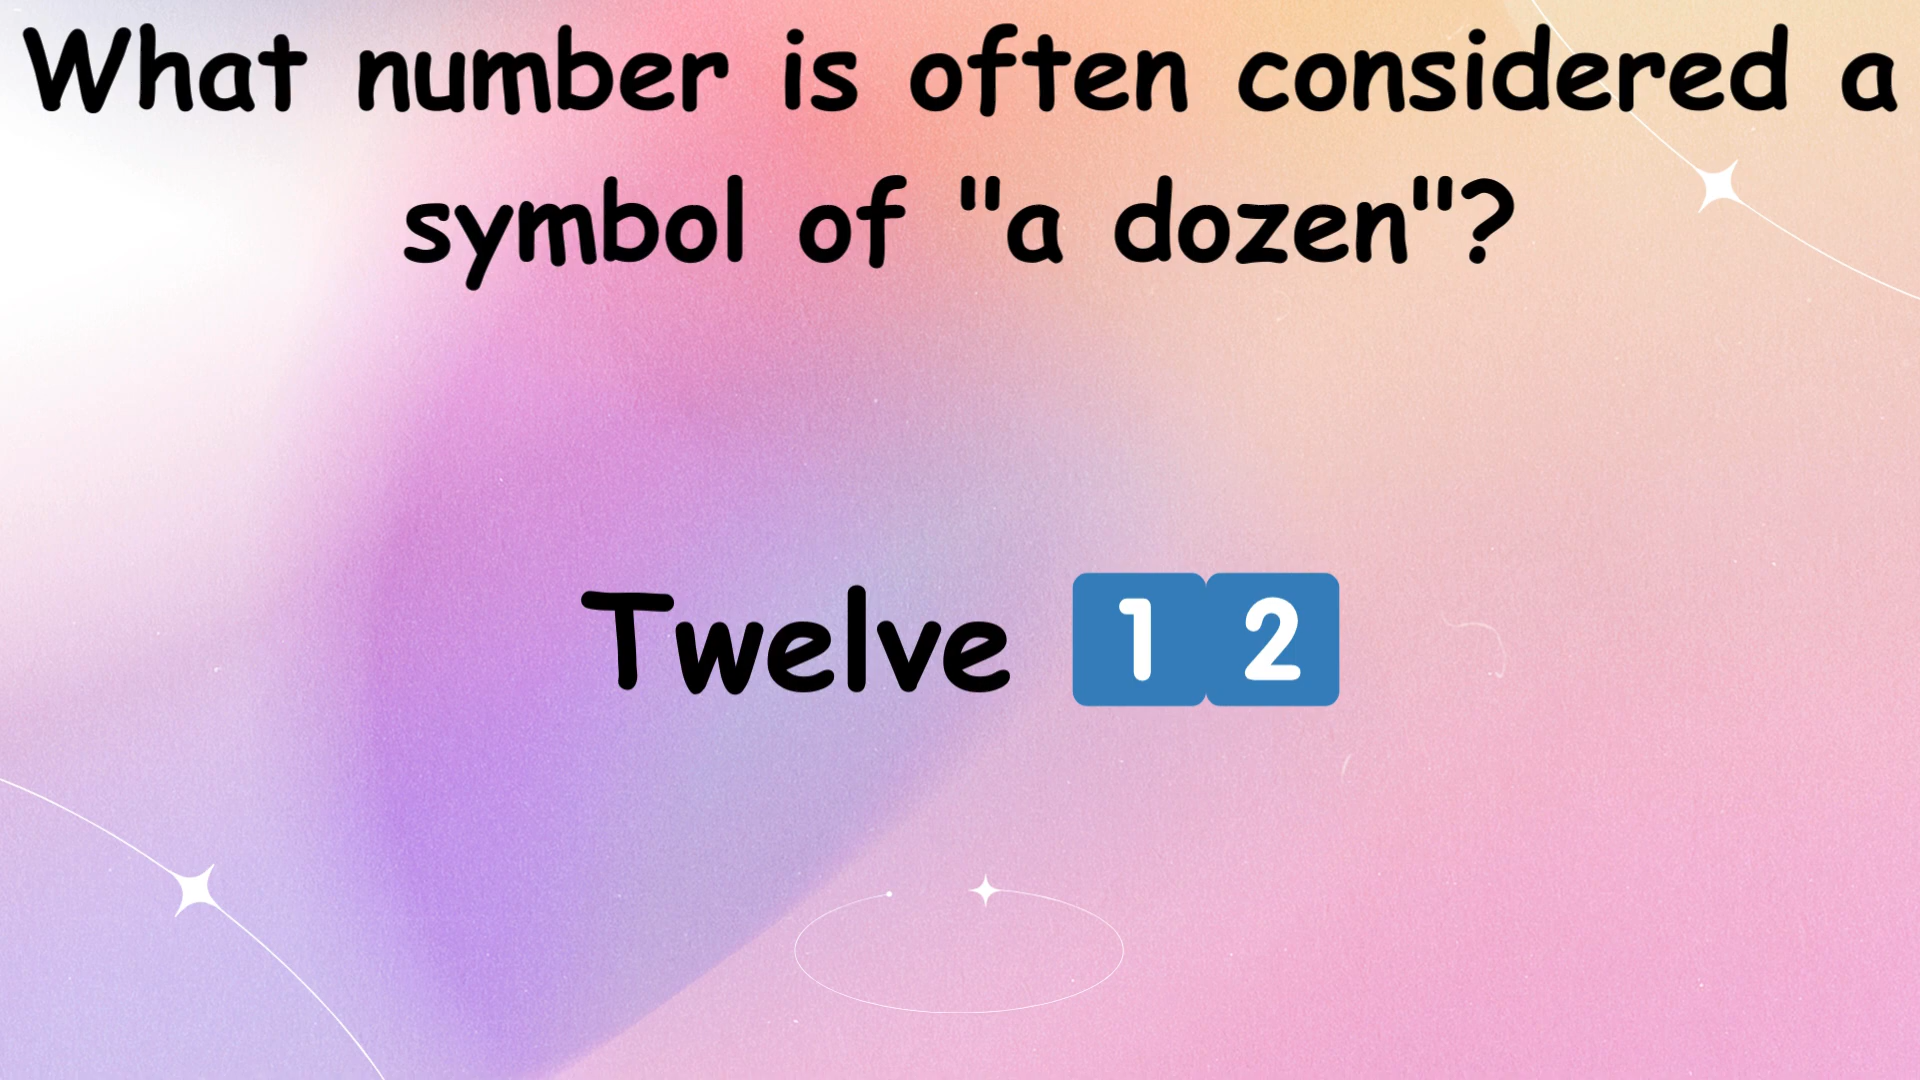 What number is often considered a
symbol of "a dozen"?
Twelve 1️⃣2️⃣